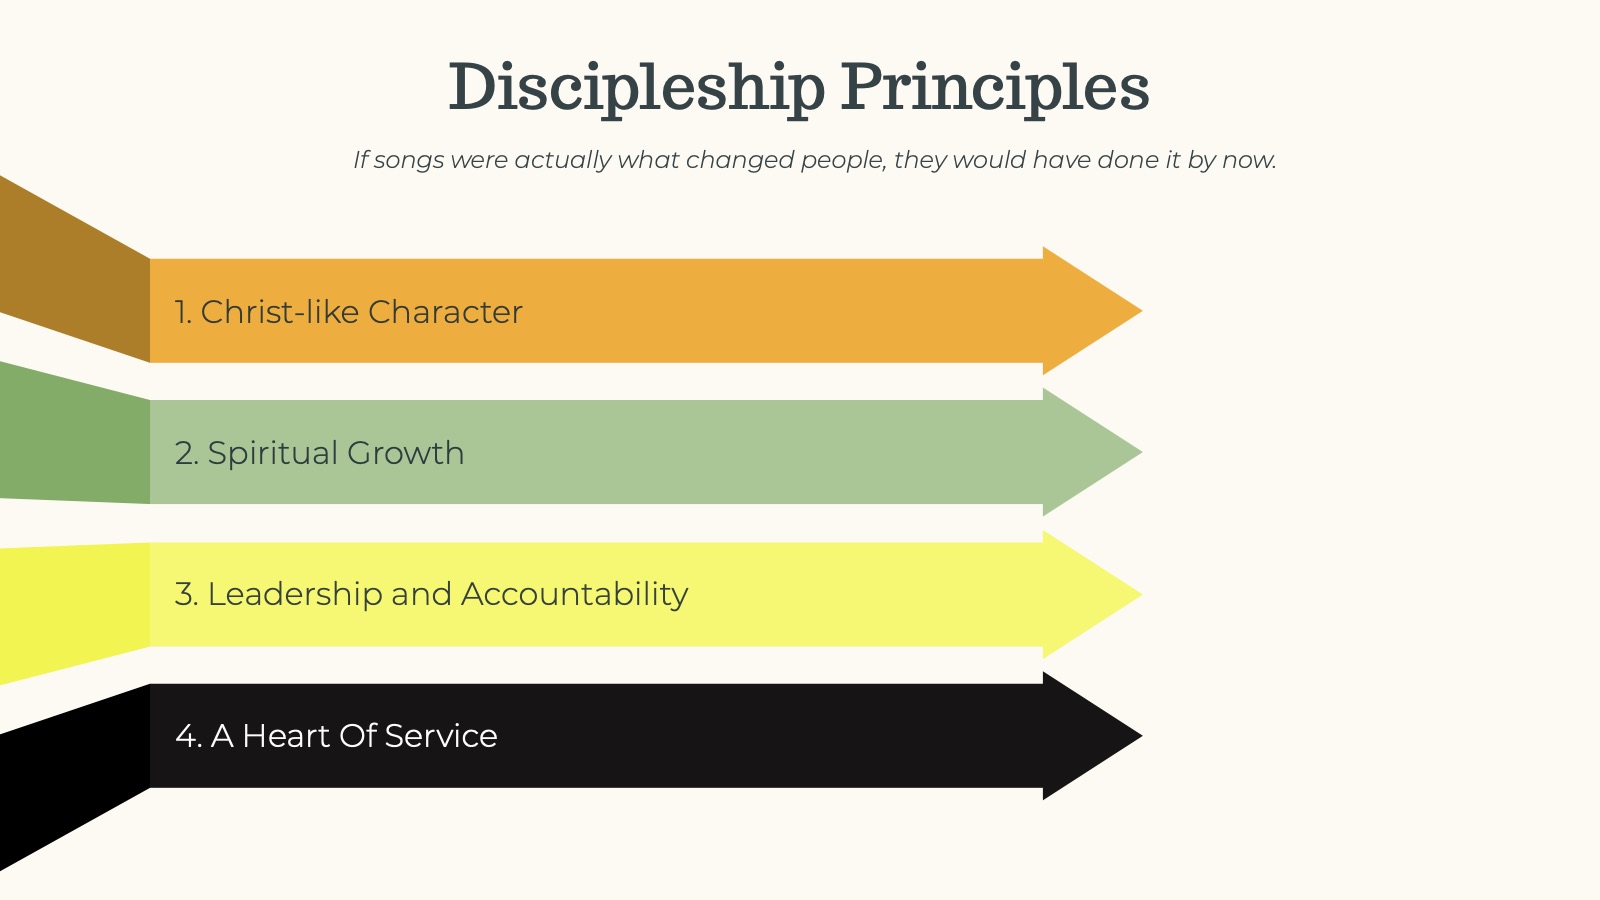 Discipleship Principles
If songs were actually what changed people, they would have done it by now.
1. Christ-like Character
2. Spiritual Growth
3. Leadership and Accountability
4. A Heart Of Service